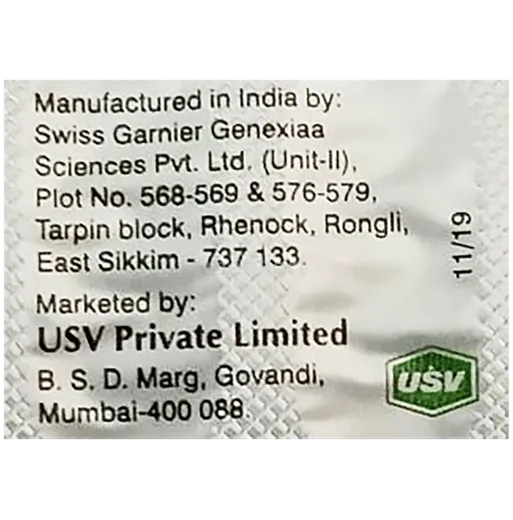 Manufactured in India by:
Swiss Garnier Genexiaa
Sciences Pvt. Ltd. (Unit-II),
Plot No. 568-569 & 576-579,
Tarpin block, Rhenock, Rongli,
East Sikkim - 737 133.
11/19
Marketed by:
USV Private Limited
B. S. D. Marg, Govandi,
Mumbai-400 088.
USV